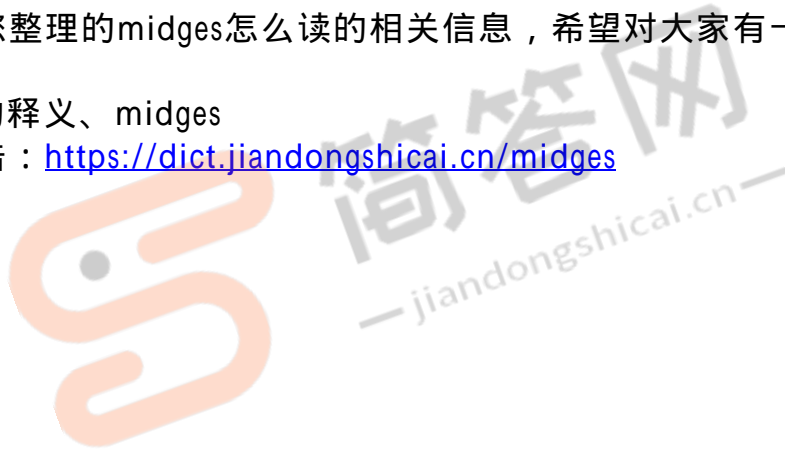 整理的midges怎么读的相关信息，希望对大家有
释义、midges
：https://dict.jiandongshicai.cn/midges
简答网
— jiandongshicai.cn —